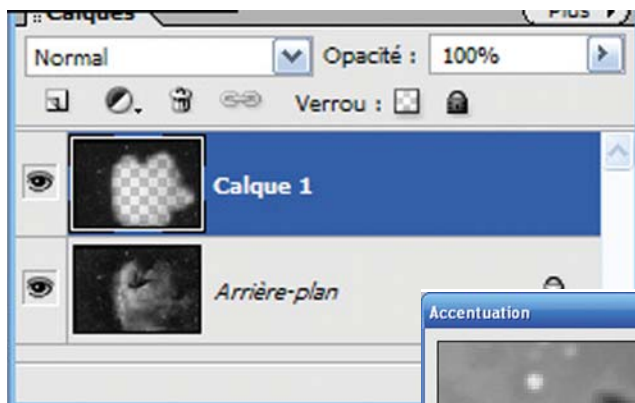 Calques Plus
Normal Opacité : 100%
Verrou :
Calque 1
Arrière-plan
Accentuation